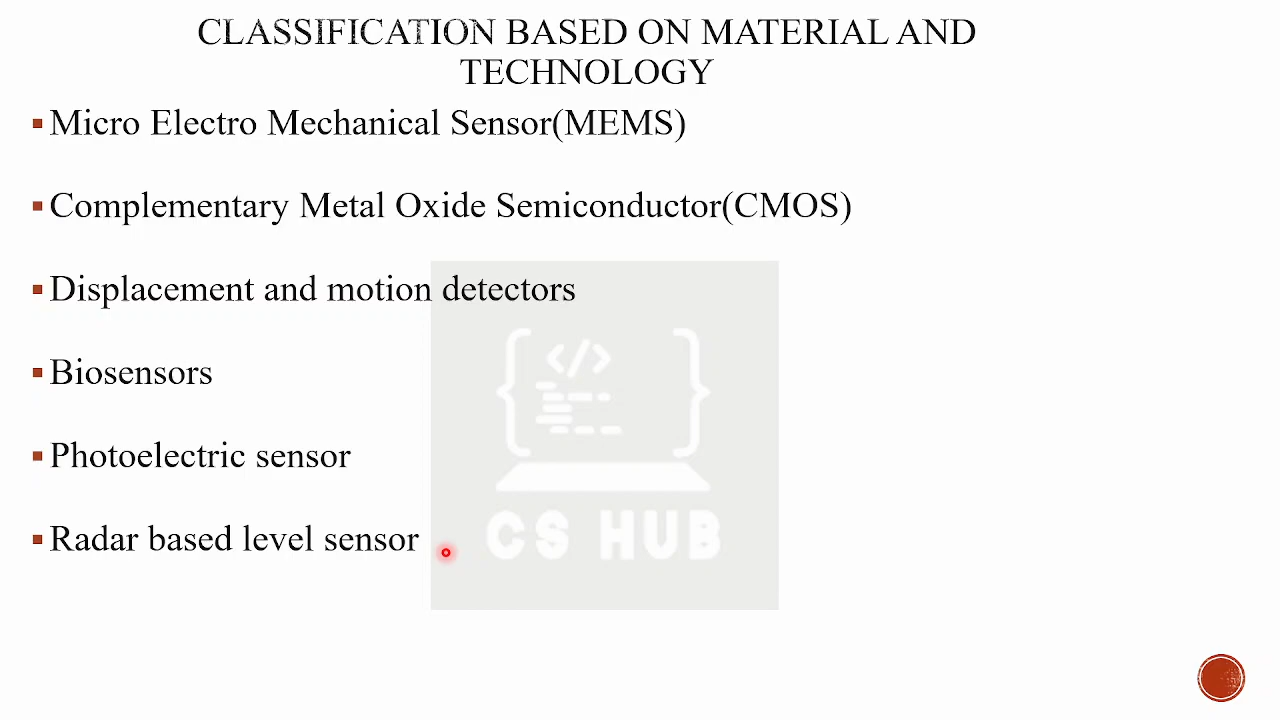 CLASSIFICATION BASED ON MATERIAL AND
TECHNOLOGY
▪Micro Electro Mechanical Sensor(MEMS)
▪Complementary Metal Oxide Semiconductor(CMOS)
▪Displacement and motion detectors
▪Biosensors
▪Photoelectric sensor
▪Radar based level sensor
{</>}
CS HUB